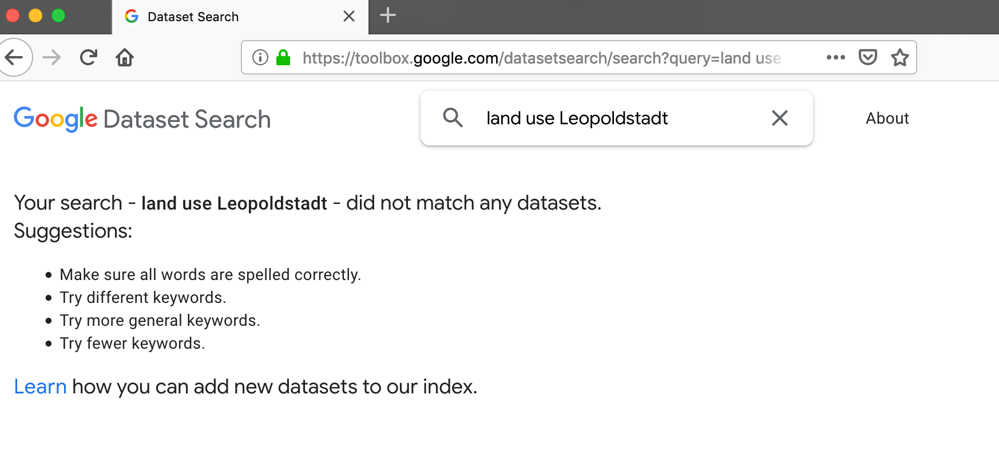 Dataset Search
https://toolbox.google.com/datasetsearch/search?query=land use
Google Dataset Search
land use Leopoldstadt
About
Your search - land use Leopoldstadt - did not match any datasets.
Suggestions:
Make sure all words are spelled correctly.
Try different keywords.
Try more general keywords.
Try fewer keywords.
Learn how you can add new datasets to our index.